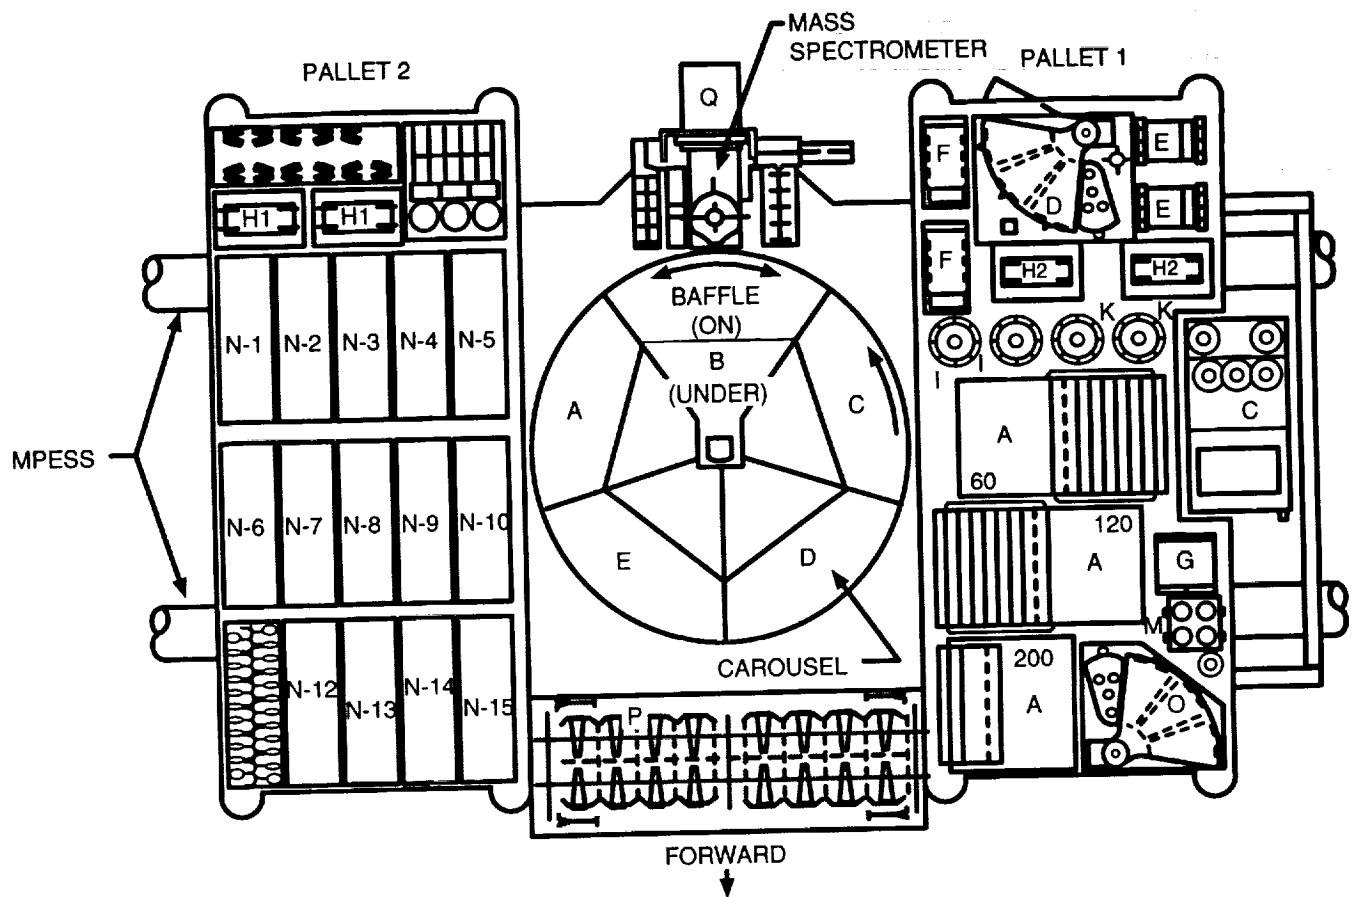 MASS
SPECTROMETER
PALLET 2
PALLET 1
Q
F
D
E
E
H1
H1
F
H2
H2
BAFFLE
(ON)
K
K
N-1
N-2
N-3
N-4
N-5
B
(UNDER)
I
I
A
C
A
C
MPESS
60
N-6
N-7
N-8
N-9
N-10
120
E
D
A
G
M
CAROUSEL
200
N-12
N-13
N-14
N-15
P
A
O
FORWARD